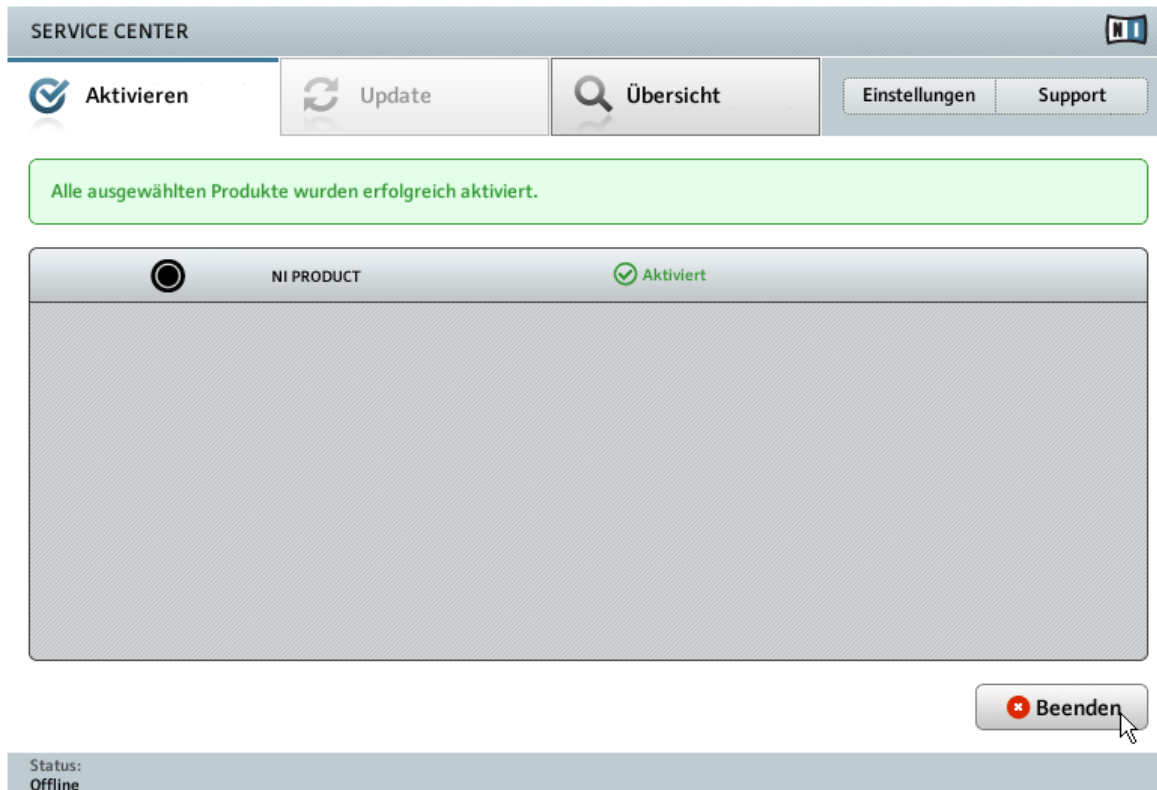 SERVICE CENTER
NI
Aktivieren
Update
Übersicht
Einstellungen
Support
Alle ausgewählten Produkte wurden erfolgreich aktiviert.
NI PRODUCT
Aktiviert
Beenden
Status:
Offline